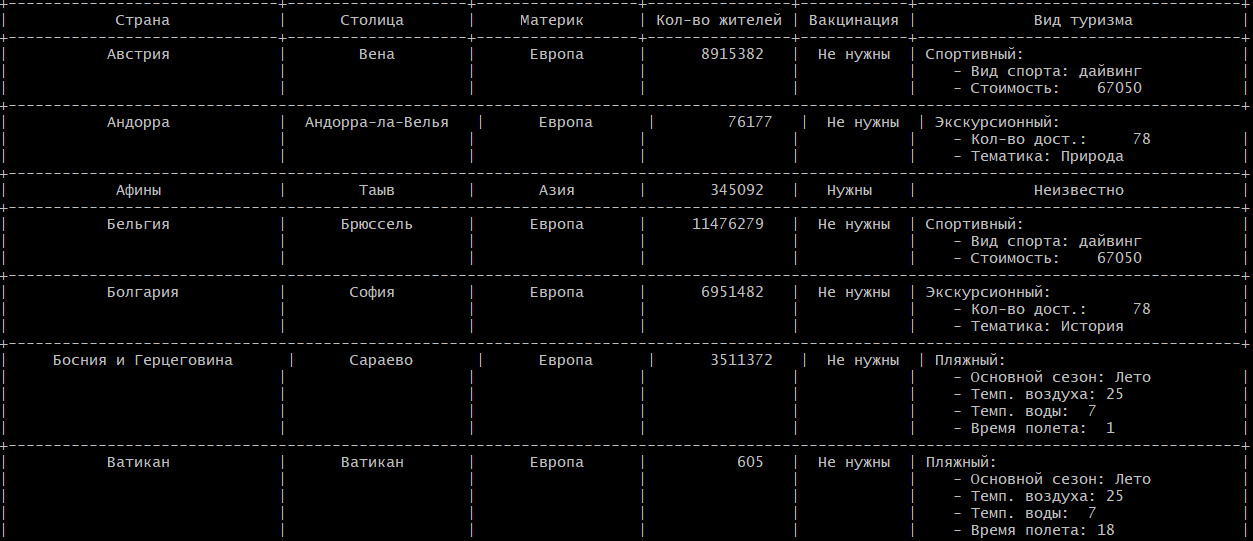 Страна Столица Материк Кол-во жителей Вакцинация Вид туризма
Австрия Вена Европа 8915382 Не нужны Спортивный:
- Вид спорта: дайвинг
- Стоимость: 67050
Андорра Андорра-ла-Велья Европа 76177 Не нужны Экскурсионный:
- Кол-во дост.: 78
- Тематика: Природа
Афины Таыв Азия 345092 Нужны Неизвестно
Бельгия Брюссель Европа 11476279 Не нужны Спортивный:
- Вид спорта: дайвинг
- Стоимость: 67050
Болгария София Европа 6951482 Не нужны Экскурсионный:
- Кол-во дост.: 78
- Тематика: История
Босния и Герцеговина Сараево Европа 3511372 Не нужны Пляжный:
- Основной сезон: Лето
- Темп. воздуха: 25
- Темп. воды: 7
- Время полета: 1
Ватикан Ватикан Европа 605 Не нужны Пляжный:
- Основной сезон: Лето
- Темп. воздуха: 25
- Темп. воды: 7
- Время полета: 18